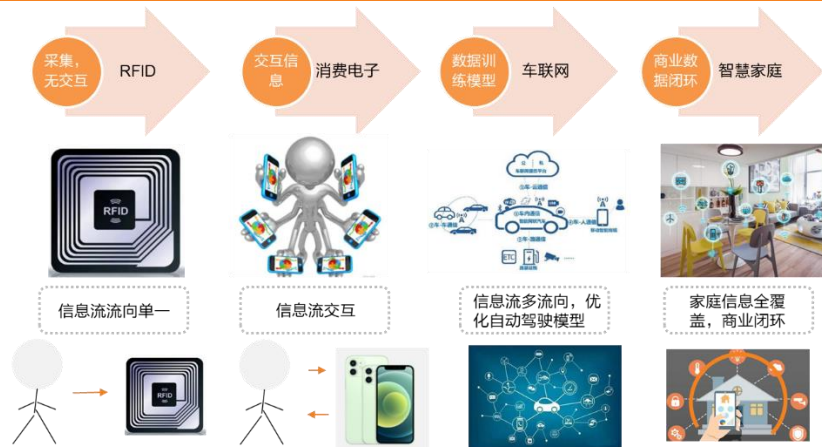 采集，
无交互
RFID
交互信
息
消费电子
数据训
练模型
车联网
商业数
据闭环
智慧家庭
RFID
ETC
信息流流向单一
信息流交互
信息流多流向，优
化自动驾驶模型
家庭信息全覆
盖，商业闭环
RFID